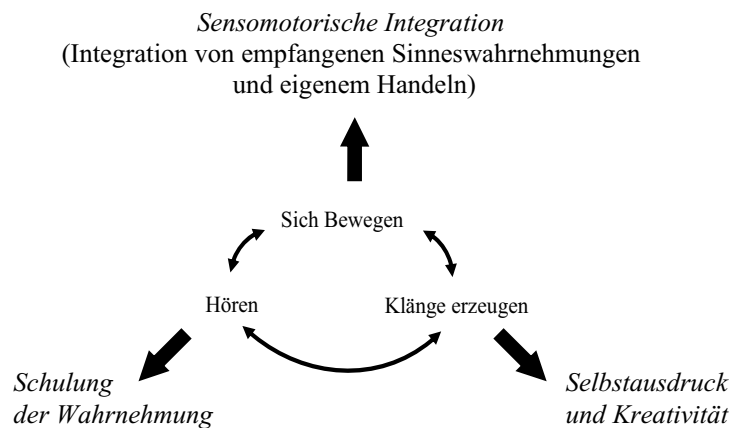 Sensomotorische Integration
(Integration von empfangenen Sinneswahrnehmungen
und eigenem Handeln)
Sich Bewegen
Hören
Klänge erzeugen
Schulung
der Wahrnehmung
Selbstausdruck
und Kreativität